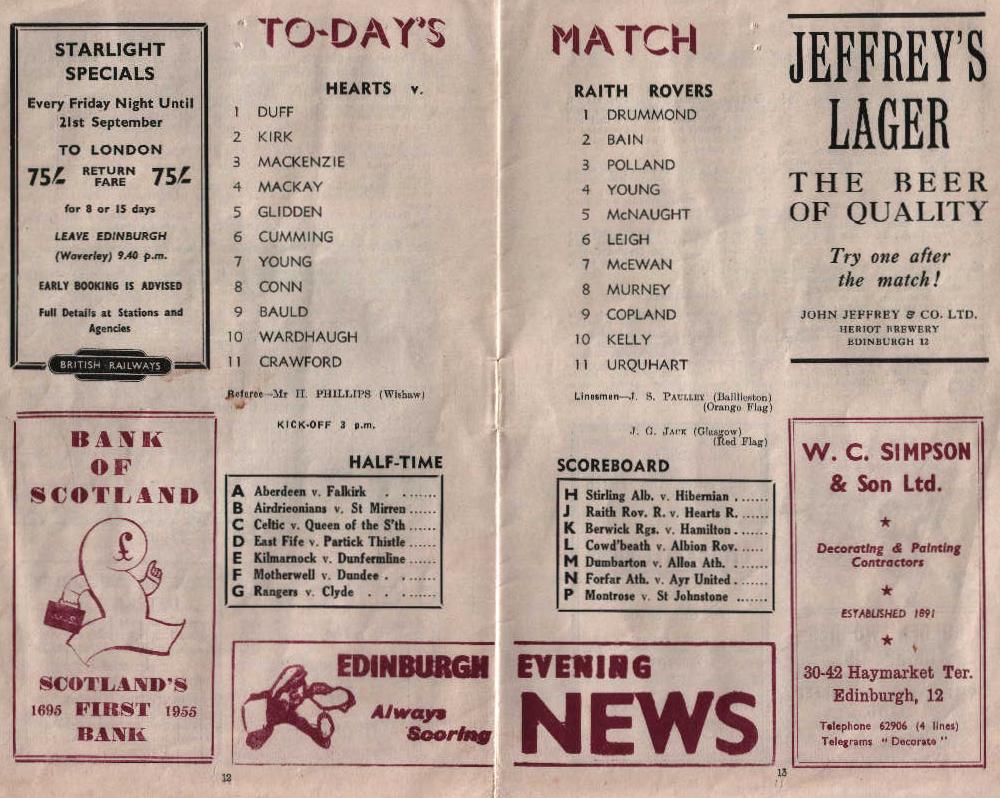 STARLIGHT
SPECIALS
Every Friday Night Until
21st September
TO LONDON
75/- RETURN FARE 75/-
for 8 or 15 days
LEAVE EDINBURGH
(Waverley) 9.40 p.m.
EARLY BOOKING IS ADVISED
Full Details at Stations and
Agencies
BRITISH RAILWAYS
BANK
OF
SCOTLAND
£
SCOTLAND'S
1695 FIRST 1955
BANK
TO-DAY'S MATCH
HEARTS v.
1 DUFF
2 KIRK
3 MACKENZIE
4 MACKAY
5 GLIDDEN
6 CUMMING
7 YOUNG
8 CONN
9 BAULD
10 WARDHAUGH
11 CRAWFORD
Referee—Mr H. PHILLIPS (Wishaw)
KICK-OFF 3 p.m.
RAITH ROVERS
1 DRUMMOND
2 BAIN
3 POLLAND
4 YOUNG
5 McNAUGHT
6 LEIGH
7 McEWAN
8 MURNEY
9 COPLAND
10 KELLY
11 URQUHART
Linesmen—J. S. PAULLEY (Baillieston)
(Orange Flag)
J. G. JACK (Glasgow)
(Red Flag)
HALF-TIME SCOREBOARD
A Aberdeen v. Falkirk . .......
B Airdrieonians v. St Mirren ......
C Celtic v. Queen of the S'th ......
D East Fife v. Partick Thistle ......
E Kilmarnock v. Dunfermline ......
F Motherwell v. Dundee . . .......
G Rangers v. Clyde . . . .......
H Stirling Alb. v. Hibernian .......
J Raith Rov. R. v. Hearts R. .......
K Berwick Rgs. v. Hamilton .......
L Cowd'beath v. Albion Rov. ......
M Dumbarton v. Alloa Ath. . .......
N Forfar Ath. v. Ayr United .......
P Montrose v. St Johnstone .......
EDINBURGH EVENING
Always
Scoring
NEWS
12
13
JEFFREY'S
LAGER
THE BEER
OF QUALITY
Try one after
the match!
JOHN JEFFREY & CO. LTD.
HERIOT BREWERY
EDINBURGH 12
W. C. SIMPSON
& Son Ltd.
Decorating & Painting
Contractors
ESTABLISHED 1891
30-42 Haymarket Ter.
Edinburgh, 12
Telephone 62906 (4 lines)
Telegrams "Decorate"